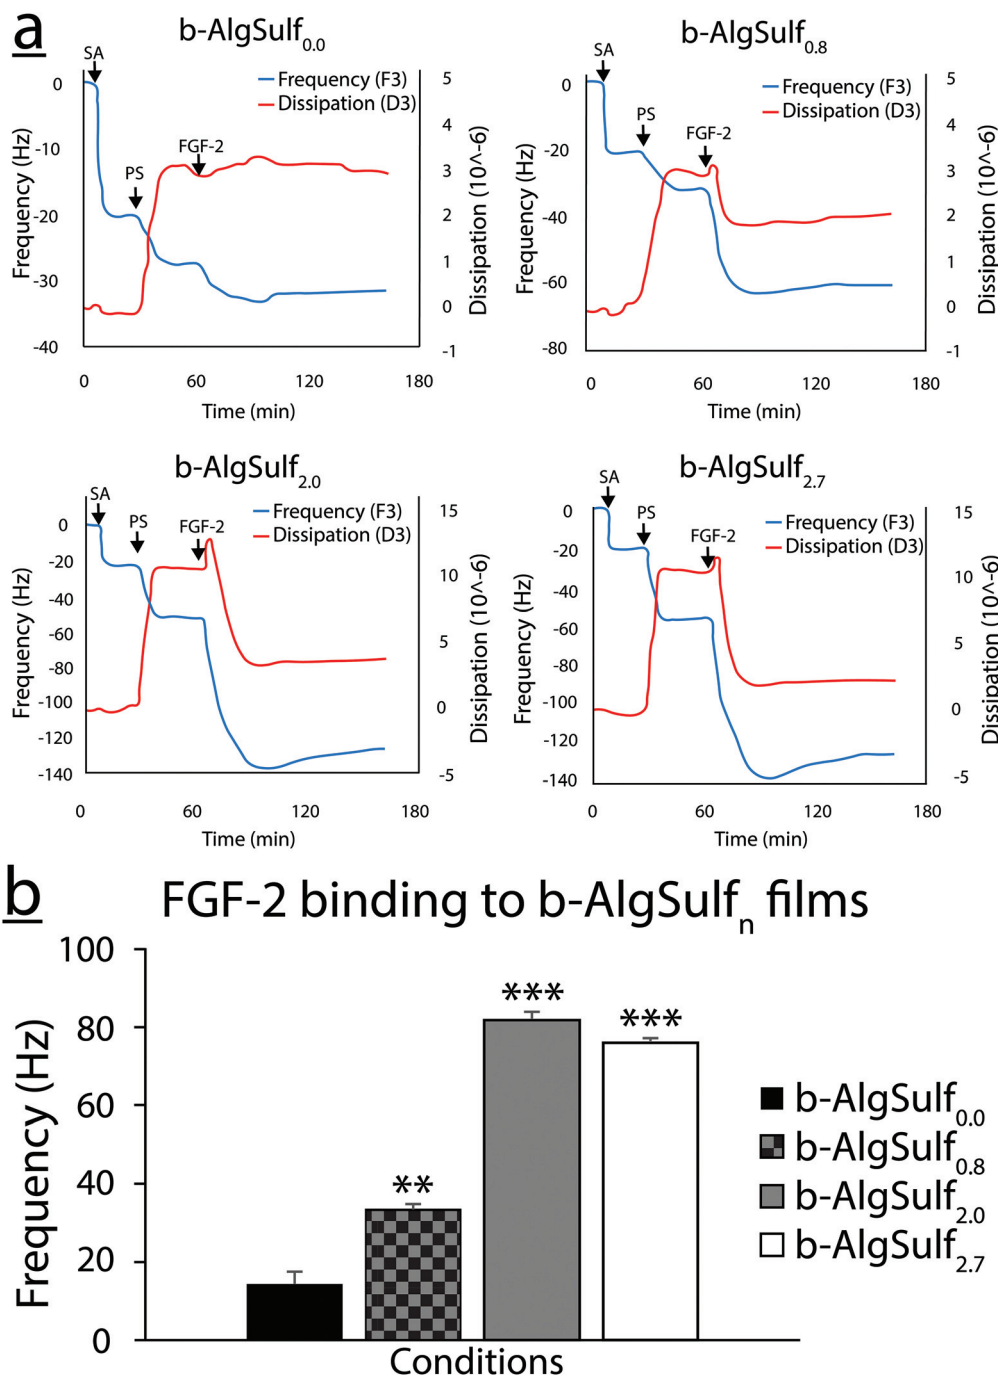 a
b-AlgSulf0.0
SA
PS
FGF-2
Frequency (F3)
Dissipation (D3)
Frequency (Hz)
0
-10
-20
-30
-40
Dissipation (10^-6)
5
4
3
2
1
0
-1
0 60 120 180
Time (min)
b-AlgSulf0.8
SA
PS
FGF-2
Frequency (F3)
Dissipation (D3)
Frequency (Hz)
0
-20
-40
-60
-80
Dissipation (10^-6)
5
4
3
2
1
0
-1
0 60 120 180
Time (min)
b-AlgSulf2.0
SA
PS
FGF-2
Frequency (F3)
Dissipation (D3)
Frequency (Hz)
0
-20
-40
-60
-80
-100
-120
-140
Dissipation (10^-6)
15
10
5
0
-5
0 60 120 180
Time (min)
b-AlgSulf2.7
SA
PS
FGF-2
Frequency (F3)
Dissipation (D3)
Frequency (Hz)
0
-20
-40
-60
-80
-100
-120
-140
Dissipation (10^-6)
15
10
5
0
-5
0 60 120 180
Time (min)
b
FGF-2 binding to b-AlgSulfn films
Frequency (Hz)
100
80
60
40
20
0
**
***
***
Conditions
b-AlgSulf0.0
b-AlgSulf0.8
b-AlgSulf2.0
b-AlgSulf2.7